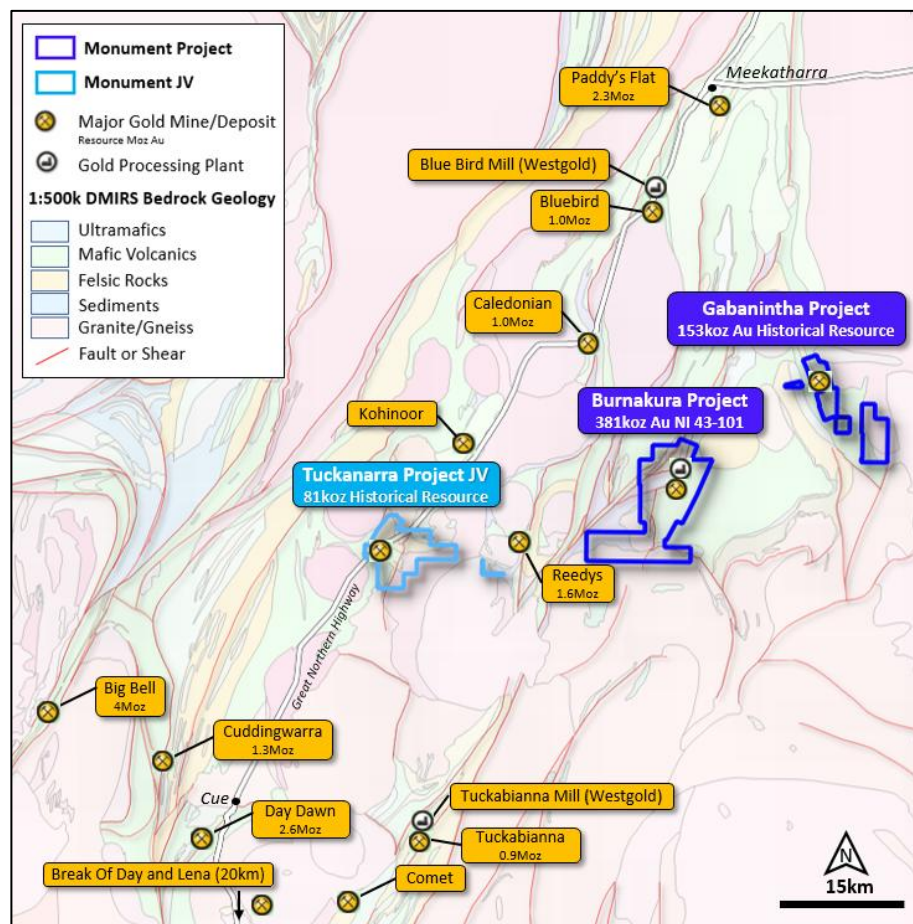 Monument Project
Monument JV
Major Gold Mine/Deposit
Resource Moz Au
Gold Processing Plant
1:500k DMIRS Bedrock Geology
Ultramafics
Mafic Volcanics
Felsic Rocks
Sediments
Granite/Gneiss
Fault or Shear
Meekatharra
Paddy's Flat
2.3Moz
Blue Bird Mill (Westgold)
Bluebird
1.0Moz
Caledonian
1.0Moz
Gabanintha Project
153koz Au Historical Resource
Burnakura Project
381koz Au NI 43-101
Kohinoor
Tuckanarra Project JV
81koz Historical Resource
Reedys
1.6Moz
Great Northern Highway
Big Bell
4Moz
Cuddingwarra
1.3Moz
Cue
Day Dawn
2.6Moz
Tuckabianna Mill (Westgold)
Tuckabianna
0.9Moz
Break Of Day and Lena (20km)
Comet
N
15km